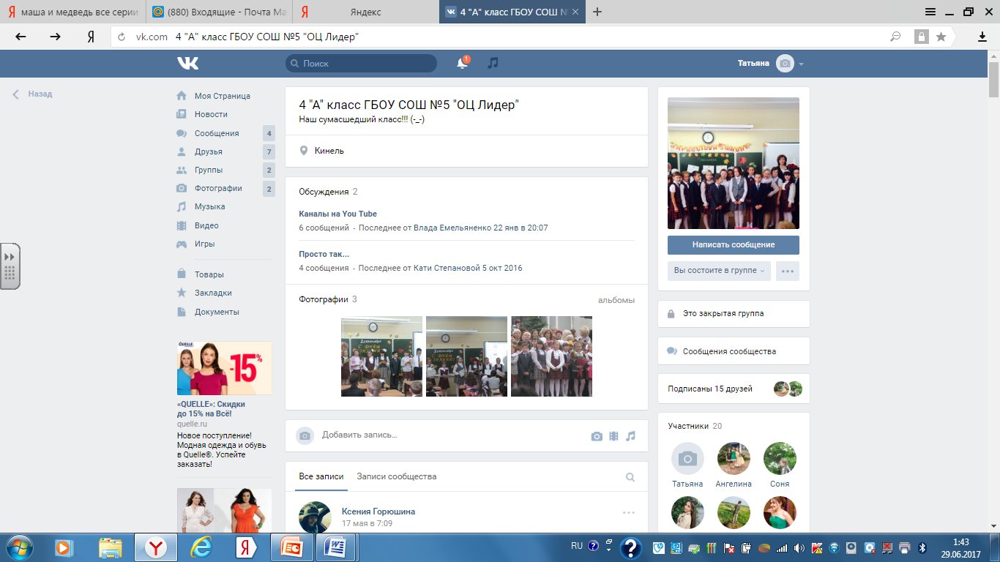 маша и медведь все серии
(880) Входящие - Почта Ма
Яндекс
4 "А" класс ГБОУ СОШ №
vk.com 4 "А" класс ГБОУ СОШ №5 "ОЦ Лидер"
Поиск
1
Татьяна
Назад
Моя Страница
Новости
Сообщения 4
Друзья 7
Группы 2
Фотографии 2
Музыка
Видео
Игры
Товары
Закладки
Документы
QUELLE.
-15%
«QUELLE»: Скидки
до 15% на Всё!
quelle.ru
Новое поступление!
Модная одежда и обувь
в Quelle®. Успейте
заказать!
4 "А" класс ГБОУ СОШ №5 "ОЦ Лидер"
Наш сумасшедший класс!!! (-_-)
Кинель
Обсуждения 2
Каналы на You Tube
6 сообщений - Последнее от Влада Емельяненко 22 янв в 20:07
Просто так...
4 сообщения - Последнее от Кати Степановой 5 окт 2016
Фотографии 3
альбомы
1 сентября
С ДНЁМ
ЗНАНИЙ!
Добавить запись...
Все записи
Записи сообщества
Ксения Горюшина
17 мая в 7:09
Написать сообщение
Вы состоите в группе
Это закрытая группа
Сообщения сообщества
Подписаны 15 друзей
Участники 20
Татьяна
Ангелина
Соня
RU
1:43
29.06.2017